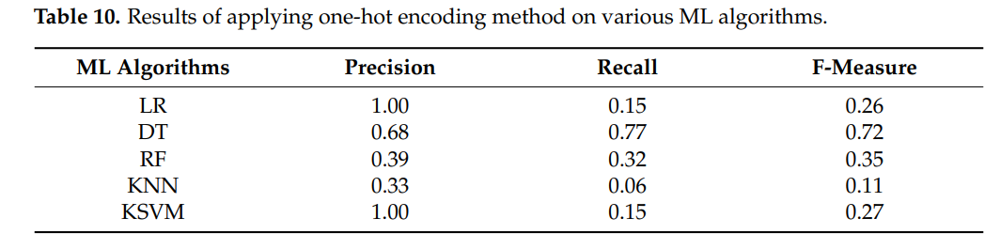 Table 10. Results of applying one-hot encoding method on various ML algorithms.
ML Algorithms Precision Recall F-Measure
LR 1.00 0.15 0.26
DT 0.68 0.77 0.72
RF 0.39 0.32 0.35
KNN 0.33 0.06 0.11
KSVM 1.00 0.15 0.27